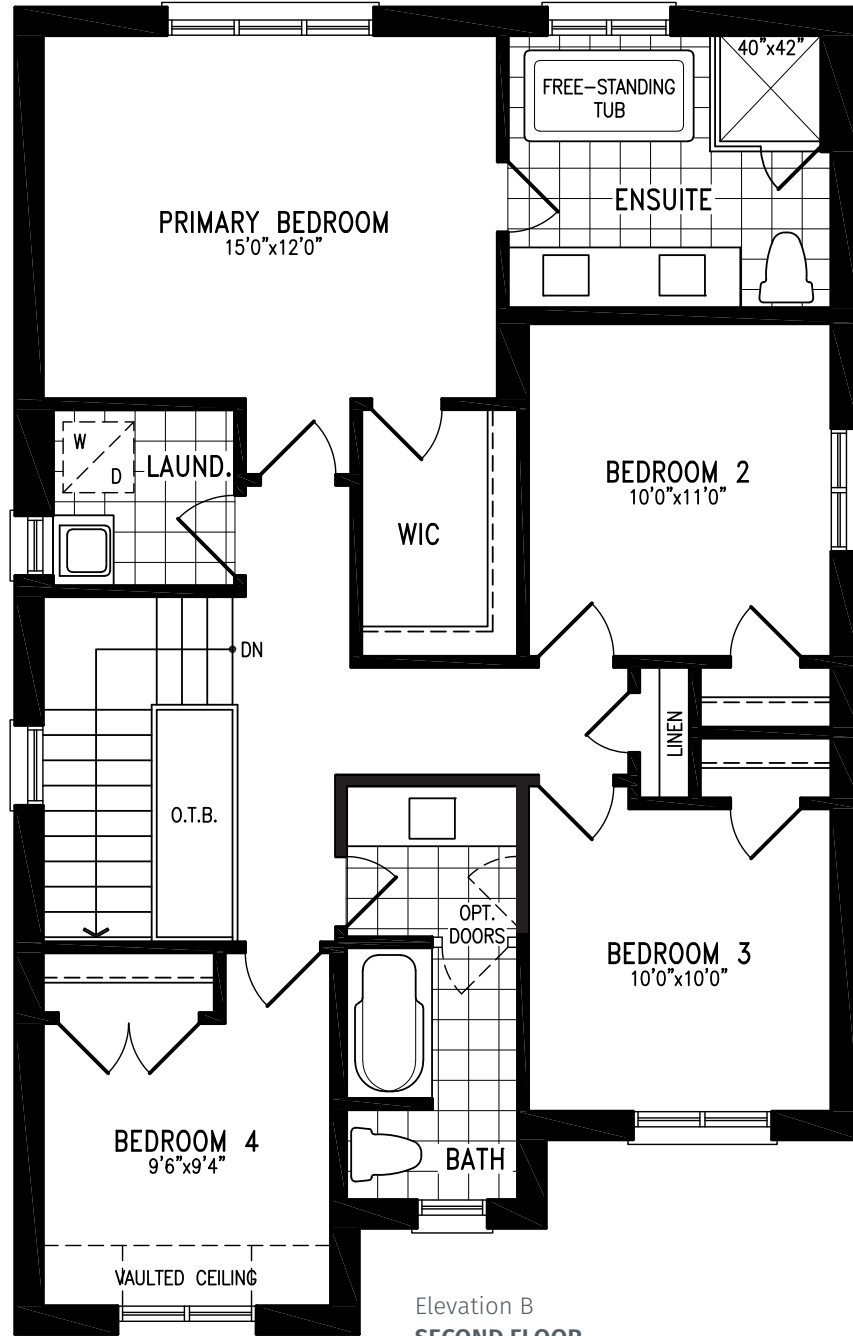 40"x42"
FREE-STANDING
TUB
ENSUITE
PRIMARY BEDROOM
15'0"x12'0"
W
D
LAUND.
WIC
BEDROOM 2
10'0"x11'0"
DN
LINEN
O.T.B.
OPT.
DOORS
BEDROOM 3
10'0"x10'0"
BEDROOM 4
9'6"x9'4"
BATH
VAULTED CEILING
Elevation B
SECOND FLOOR